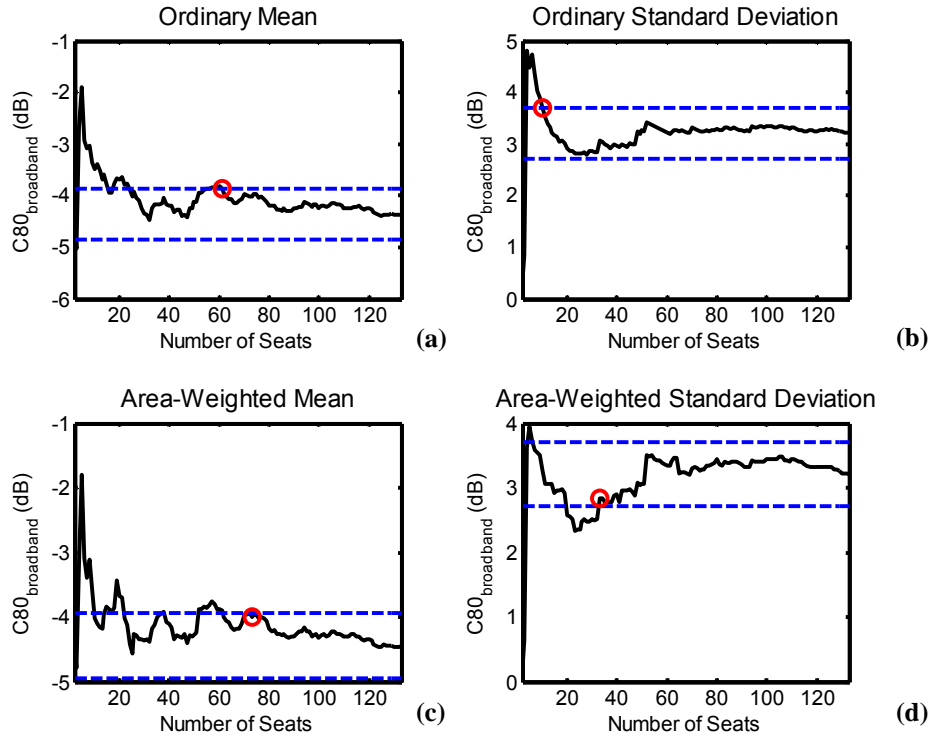 Ordinary Mean
-1
-2
-3
-4
-5
-6
C80broadband (dB)
20 40 60 80 100 120
Number of Seats
(a)
Ordinary Standard Deviation
5
4
3
2
1
0
C80broadband (dB)
20 40 60 80 100 120
Number of Seats
(b)
Area-Weighted Mean
-1
-2
-3
-4
-5
C80broadband (dB)
20 40 60 80 100 120
Number of Seats
(c)
Area-Weighted Standard Deviation
4
3
2
1
0
C80broadband (dB)
20 40 60 80 100 120
Number of Seats
(d)